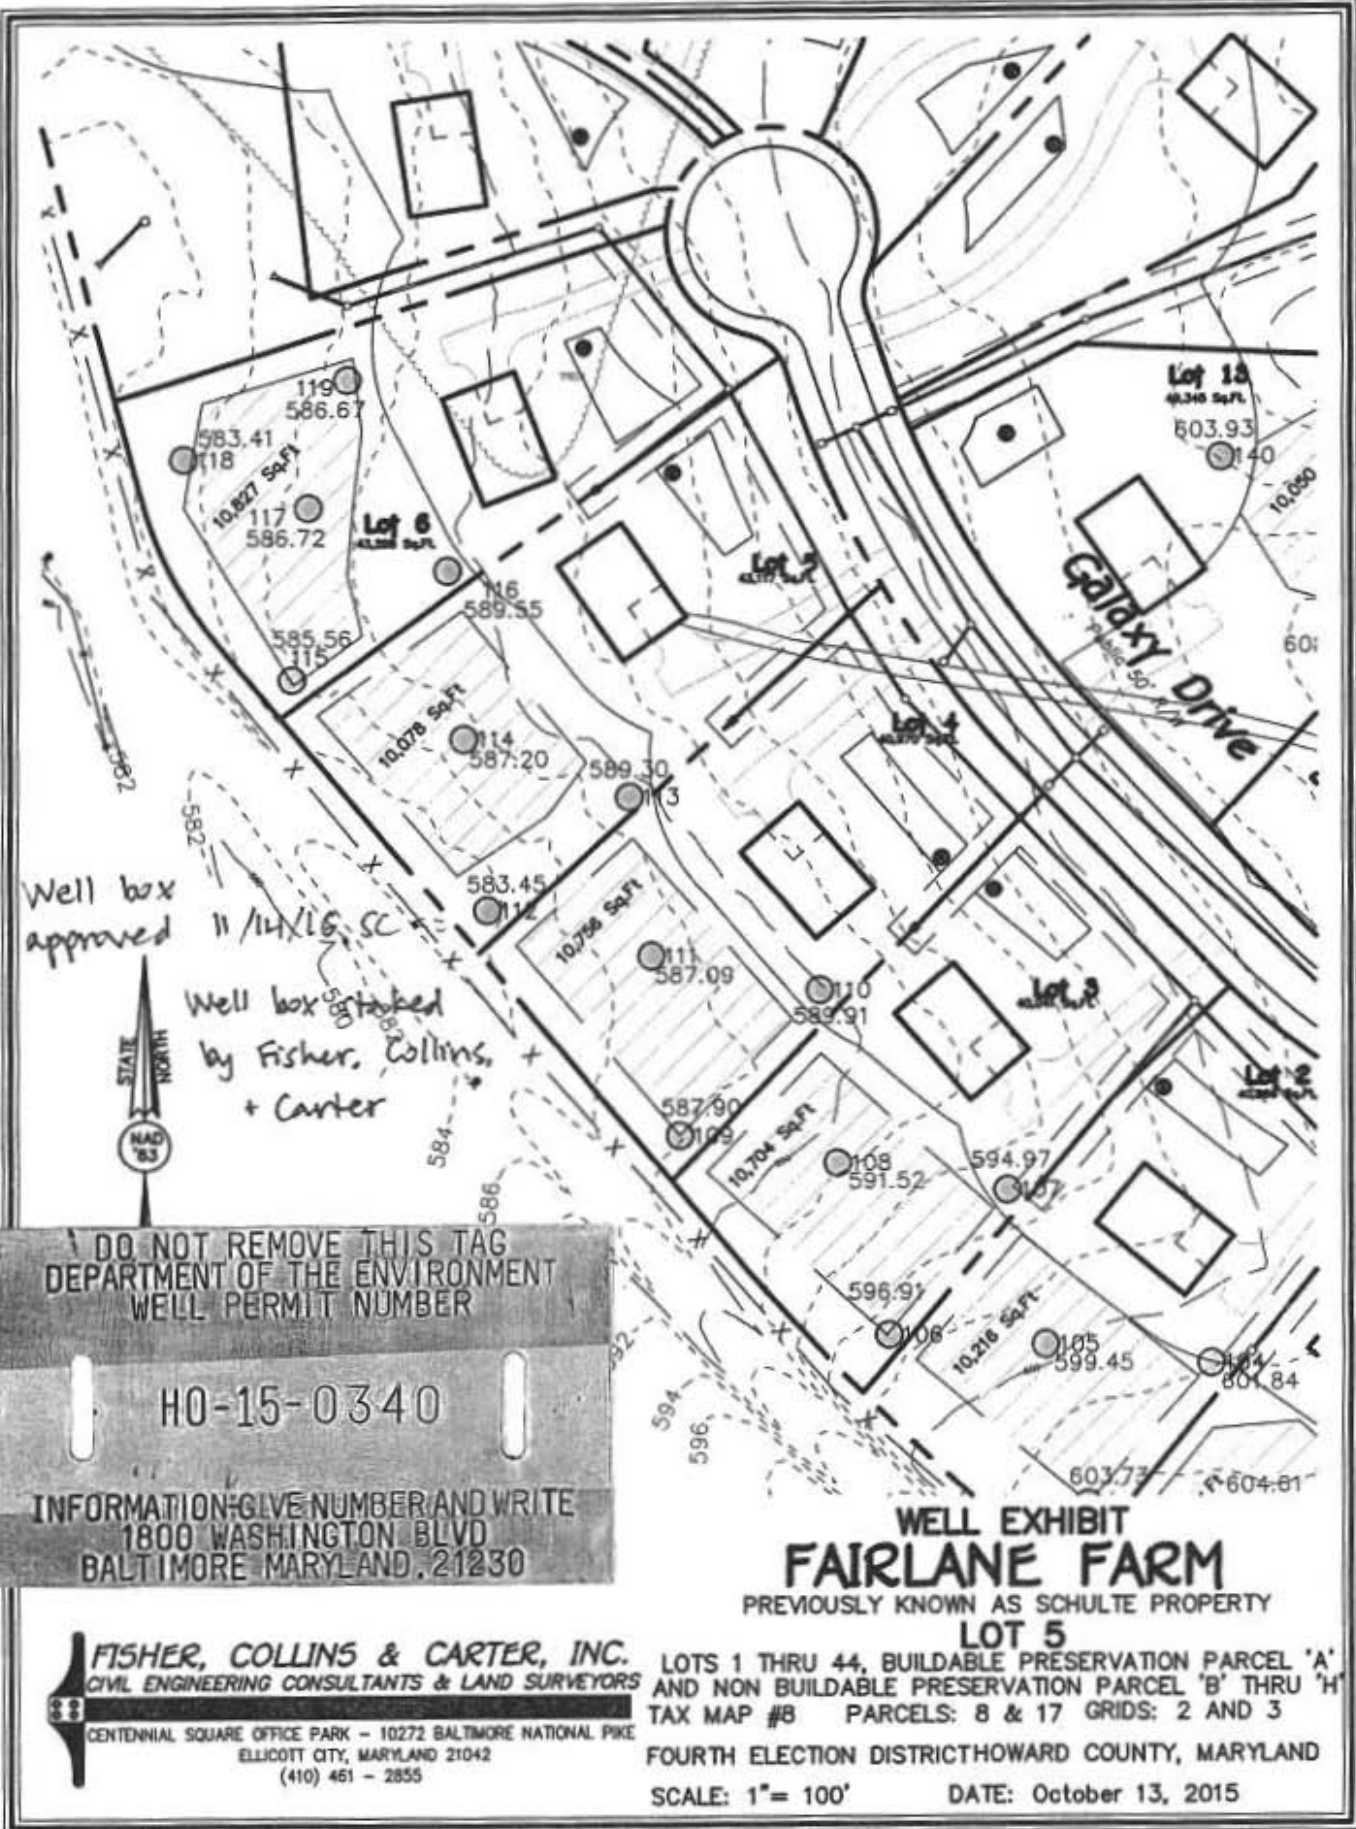 119
586.67
583.41
118
10,827 Sq.Ft
117
586.72
Lot 6
116
589.55
585.56
115
Lot 13
603.93
140
10,050
Lot 5
Galaxy Drive
Public 50' R/W
10,078 Sq.Ft
114
587.20
589.30
113
Lot 4
582
582
583.45
112
Well box
approved 11/14/16 SC
10,756 Sq.Ft
111
587.09
110
589.91
Lot 3
Well box staked
by Fisher, Collins,
+ Carter
580
582
STATE
NORTH
NAD
'83
587.90
109
584
586
10,704 Sq.Ft
108
591.52
594.97
107
Lot 2
596.91
106
10,216 Sq.Ft
105
599.45
104
601.84
594
596
603.73
604.61
DO NOT REMOVE THIS TAG
DEPARTMENT OF THE ENVIRONMENT
WELL PERMIT NUMBER
HO-15-0340
INFORMATION-GIVE NUMBER AND WRITE
1800 WASHINGTON BLVD
BALTIMORE MARYLAND. 21230
WELL EXHIBIT
FAIRLANE FARM
PREVIOUSLY KNOWN AS SCHULTE PROPERTY
LOT 5
LOTS 1 THRU 44, BUILDABLE PRESERVATION PARCEL 'A'
AND NON BUILDABLE PRESERVATION PARCEL 'B' THRU 'H'
TAX MAP #8 PARCELS: 8 & 17 GRIDS: 2 AND 3
FOURTH ELECTION DISTRICT HOWARD COUNTY, MARYLAND
SCALE: 1"= 100' DATE: October 13, 2015
FISHER, COLLINS & CARTER, INC.
CIVIL ENGINEERING CONSULTANTS & LAND SURVEYORS
CENTENNIAL SQUARE OFFICE PARK - 10272 BALTIMORE NATIONAL PIKE
ELLICOTT CITY, MARYLAND 21042
(410) 461 - 2855